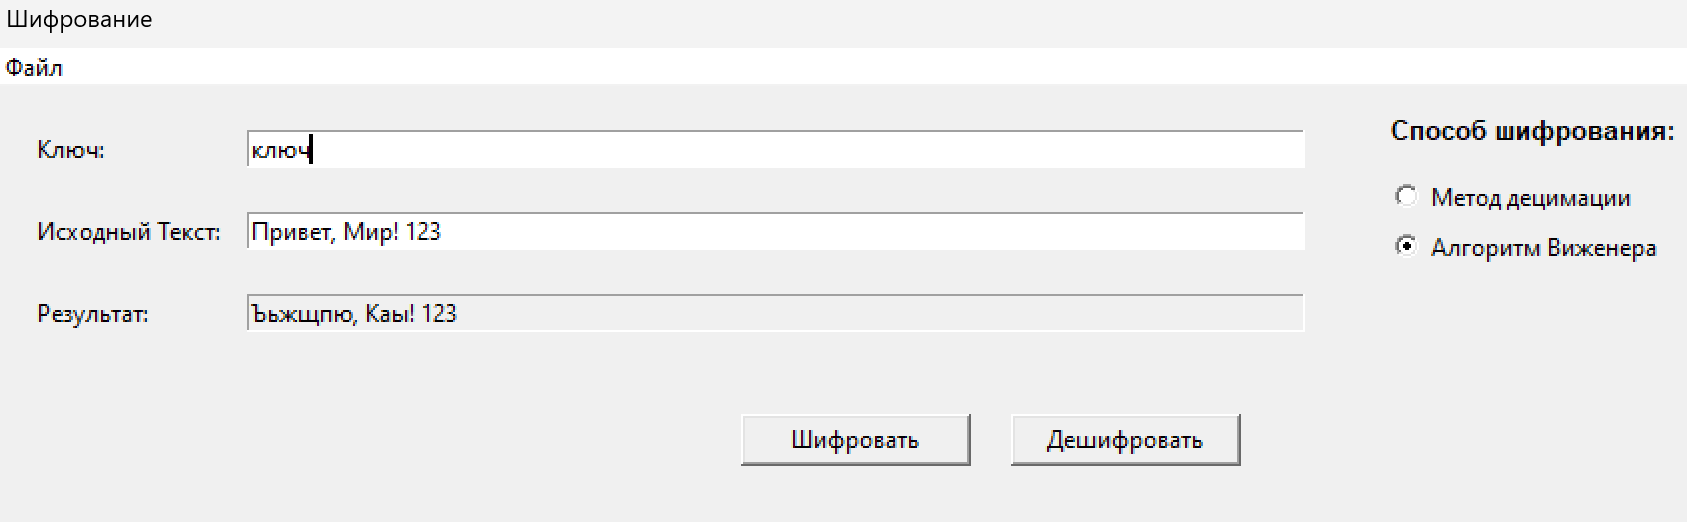 Шифрование
Файл
Ключ: ключ
Способ шифрования:
Метод децимации
Исходный Текст: Привет, Мир! 123
Алгоритм Виженера
Результат: Ъьжщпю, Каы! 123
Шифровать Дешифровать